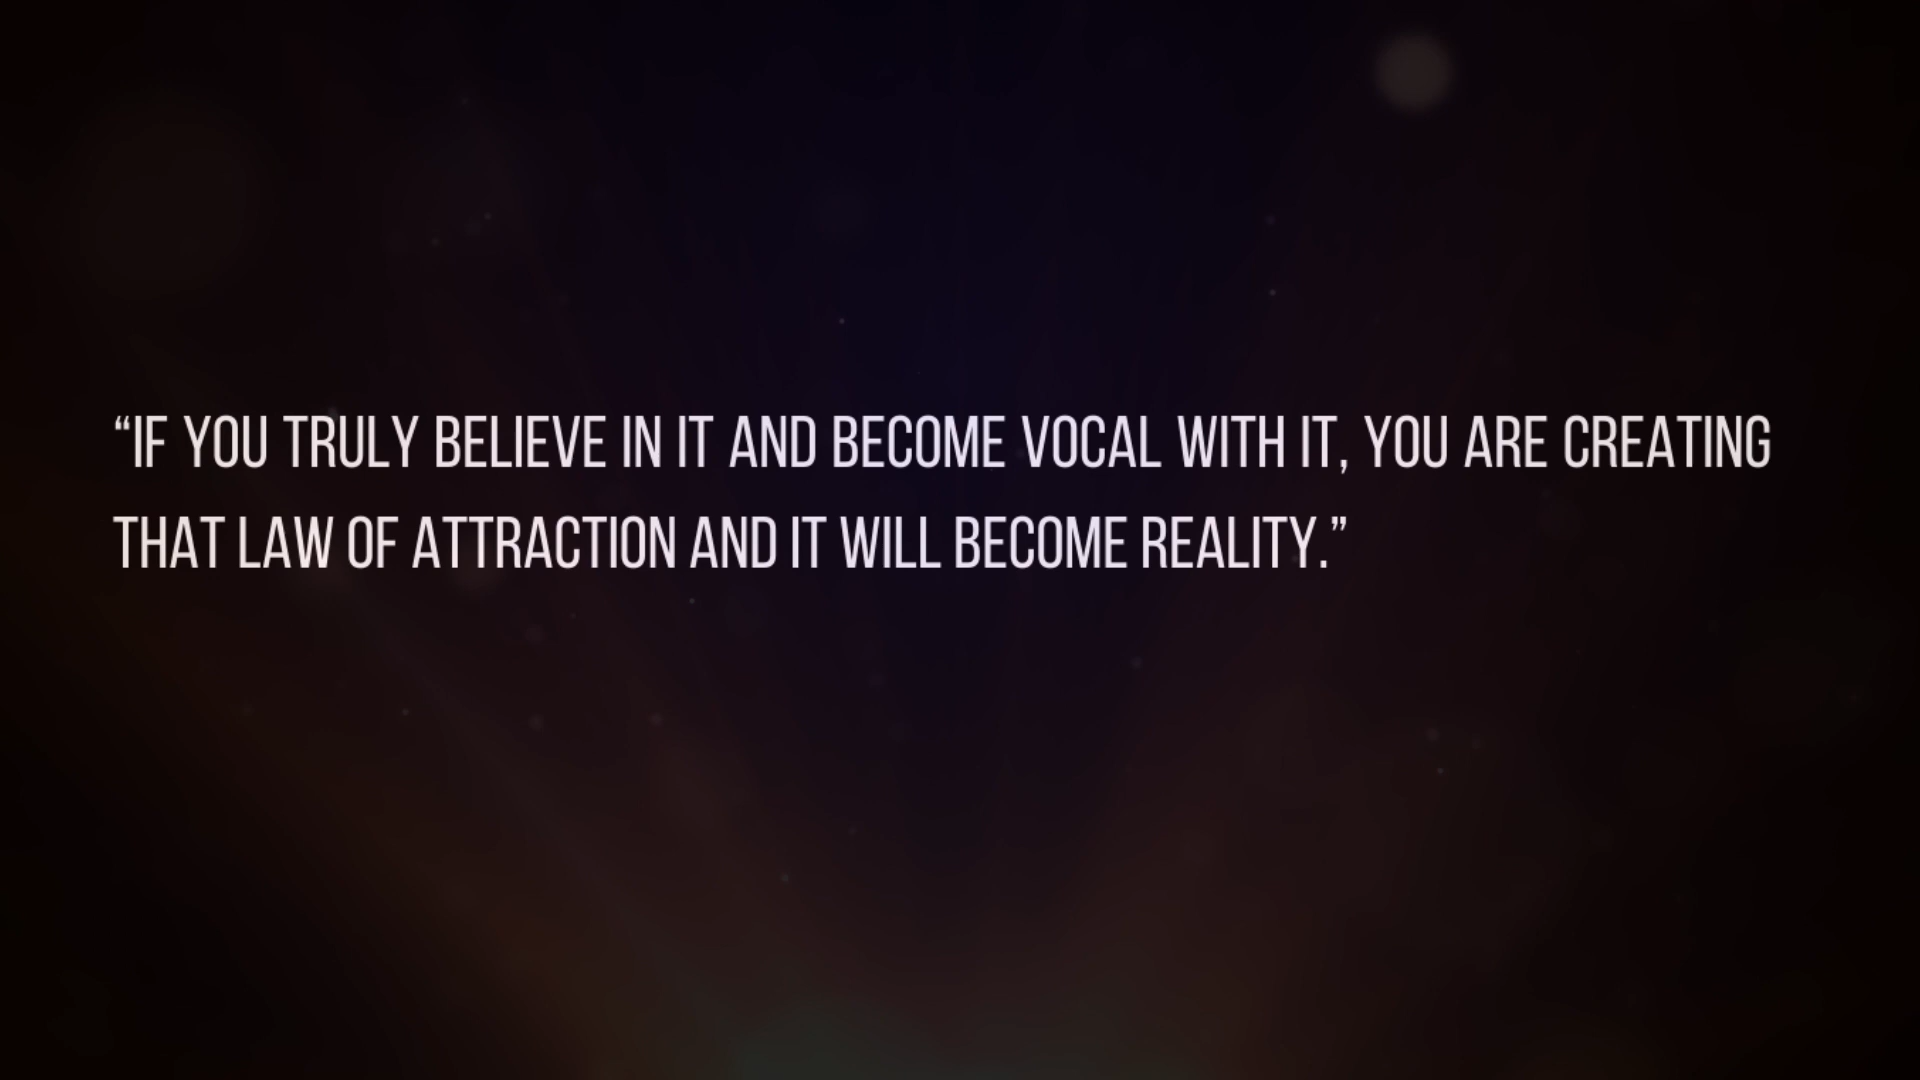 “IF YOU TRULY BELIEVE IN IT AND BECOME VOCAL WITH IT, YOU ARE CREATING
THAT LAW OF ATTRACTION AND IT WILL BECOME REALITY.”